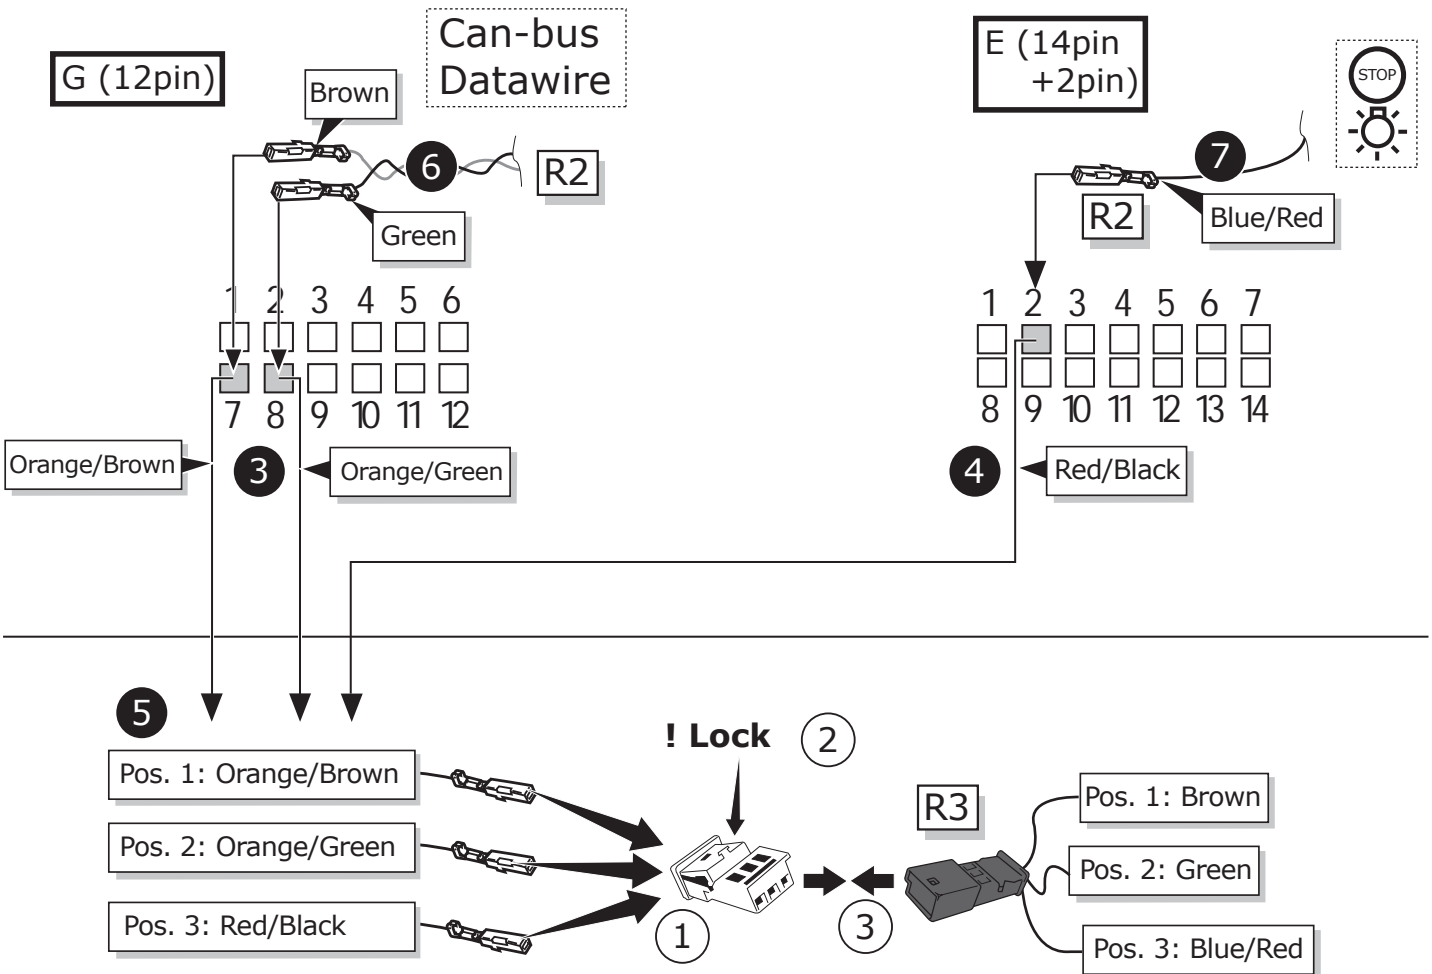 G (12pin)
Can-bus
Datawire
E (14pin
+2pin)
STOP
Brown
6
R2
7
Green
R2
Blue/Red
1 2 3 4 5 6
1 2 3 4 5 6 7
7 8 9 10 11 12
8 9 10 11 12 13 14
Orange/Brown
3
Orange/Green
4
Red/Black
5
! Lock
2
Pos. 1: Orange/Brown
R3
Pos. 1: Brown
Pos. 2: Orange/Green
Pos. 2: Green
Pos. 3: Red/Black
1
3
Pos. 3: Blue/Red